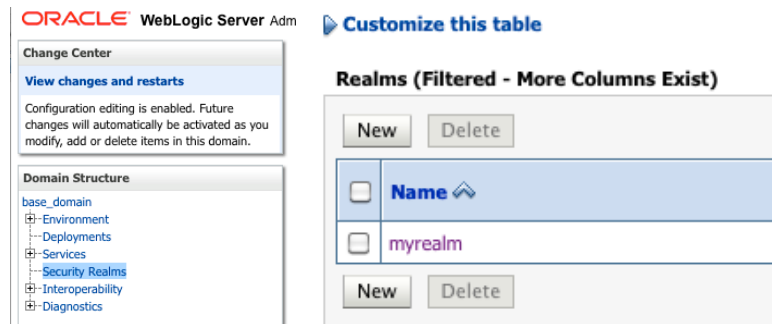 ORACLE WebLogic Server Adm
Change Center
View changes and restarts
Configuration editing is enabled. Future
changes will automatically be activated as you
modify, add or delete items in this domain.
Domain Structure
base_domain
Environment
Deployments
Services
Security Realms
Interoperability
Diagnostics
Customize this table
Realms (Filtered - More Columns Exist)
New Delete
Name
myrealm
New Delete